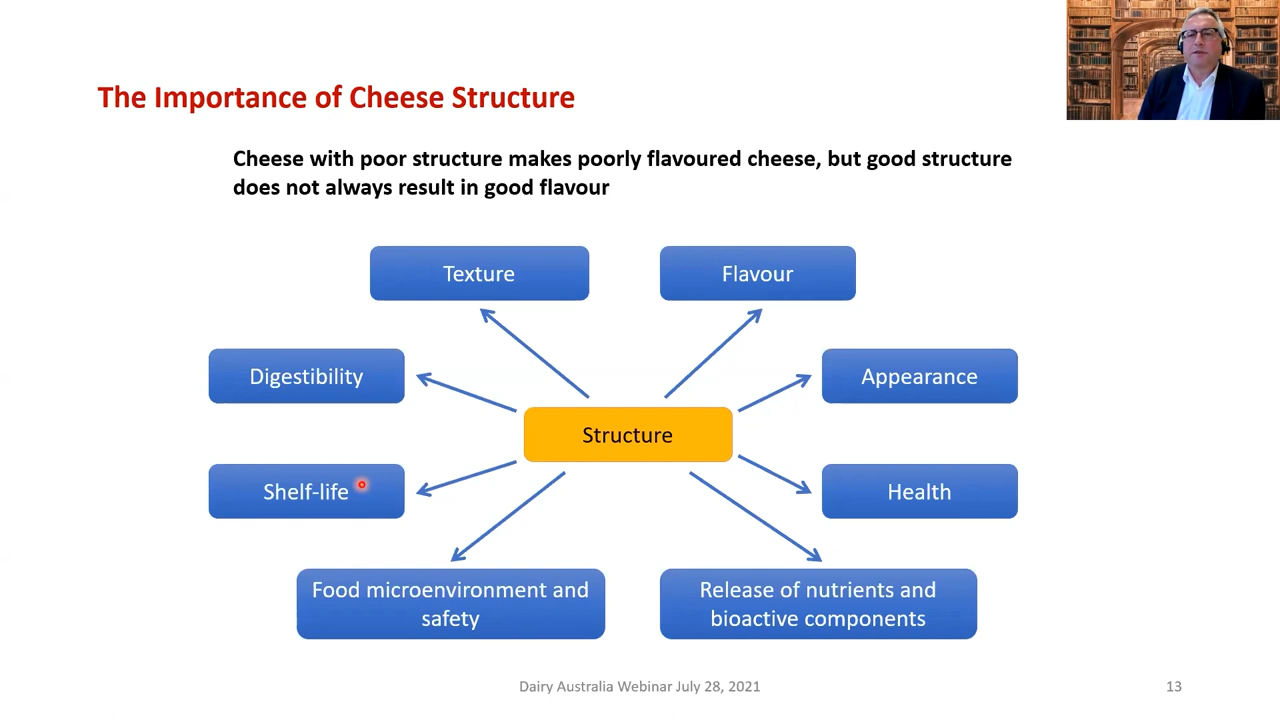 The Importance of Cheese Structure
Cheese with poor structure makes poorly flavoured cheese, but good structure
does not always result in good flavour
Texture
Flavour
Digestibility
Appearance
Structure
Shelf-life
Health
Food microenvironment and
safety
Release of nutrients and
bioactive components
Dairy Australia Webinar July 28, 2021
13